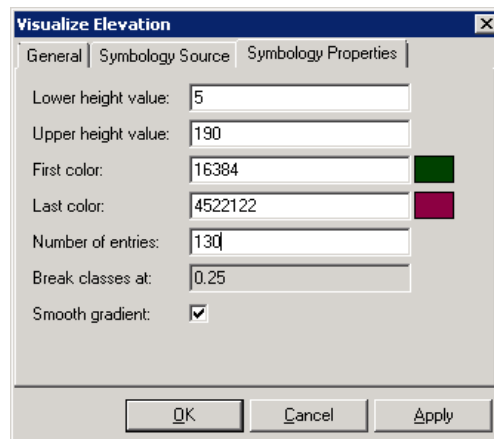 Visualize Elevation
General Symbology Source Symbology Properties
Lower height value: 5
Upper height value: 190
First color: 16384
Last color: 4522122
Number of entries: 130
Break classes at: 0.25
Smooth gradient:
OK Cancel Apply